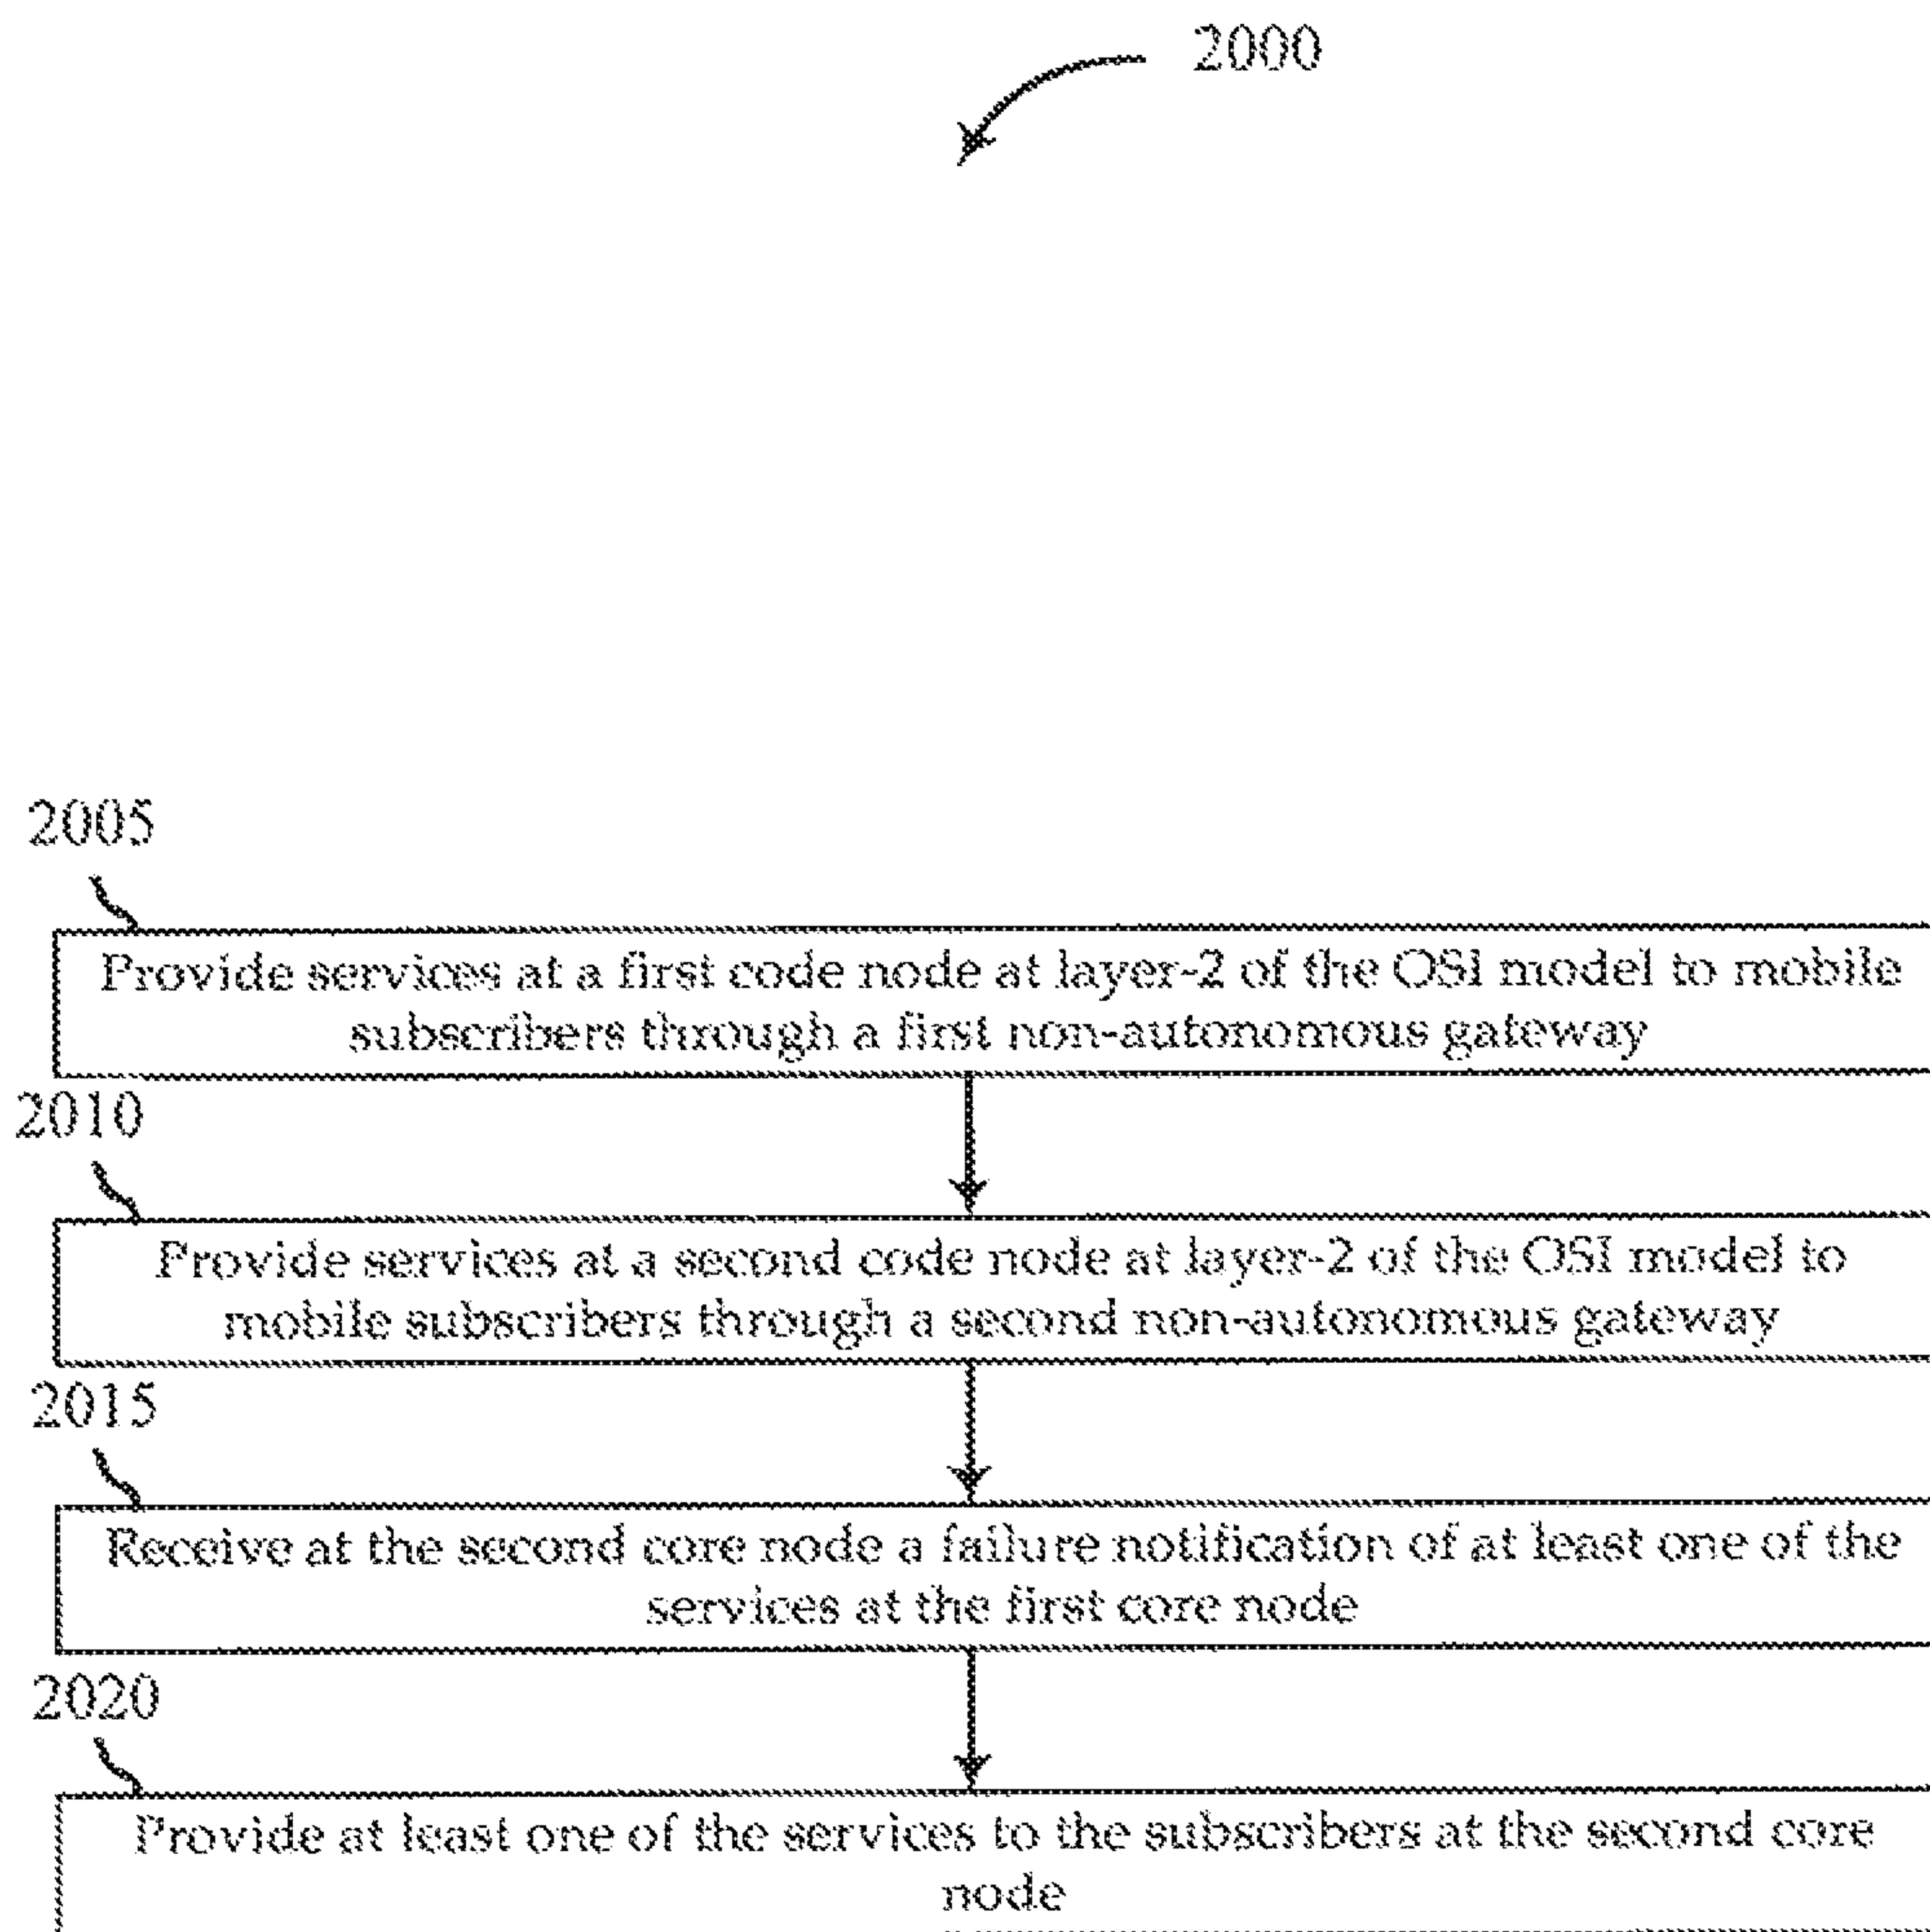 2000
2005
Provide services at a first code node at layer-2 of the OSI model to mobile
subscribers through a first non-autonomous gateway
2010
Provide services at a second code node at layer-2 of the OSI model to
mobile subscribers through a second non-autonomous gateway
2015
Receive at the second core node a failure notification of at least one of the
services at the first core node
2020
Provide at least one of the services to the subscribers at the second core
node